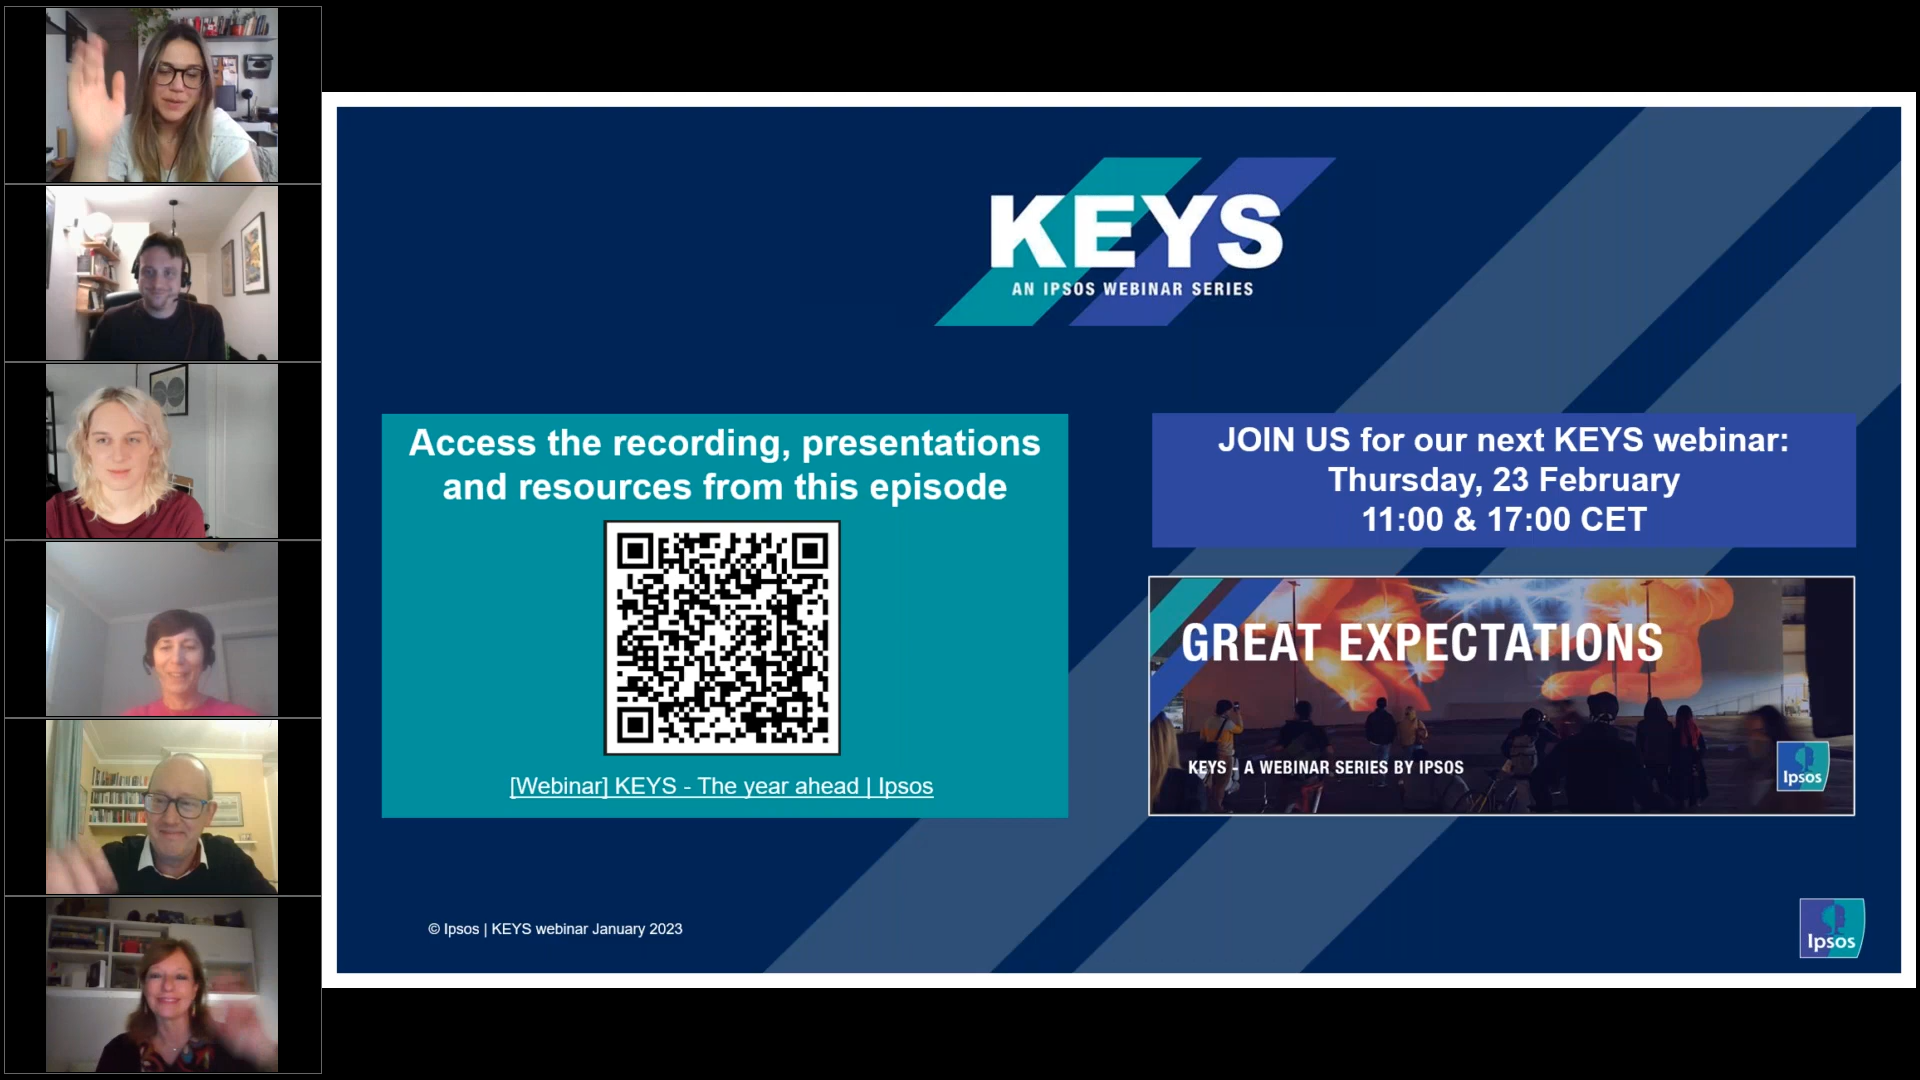 KEYS
AN IPSOS WEBINAR SERIES
Access the recording, presentations
and resources from this episode
[Webinar] KEYS - The year ahead | Ipsos
JOIN US for our next KEYS webinar:
Thursday, 23 February
11:00 & 17:00 CET
GREAT EXPECTATIONS
KEYS - A WEBINAR SERIES BY IPSOS
Ipsos
© Ipsos | KEYS webinar January 2023
Ipsos